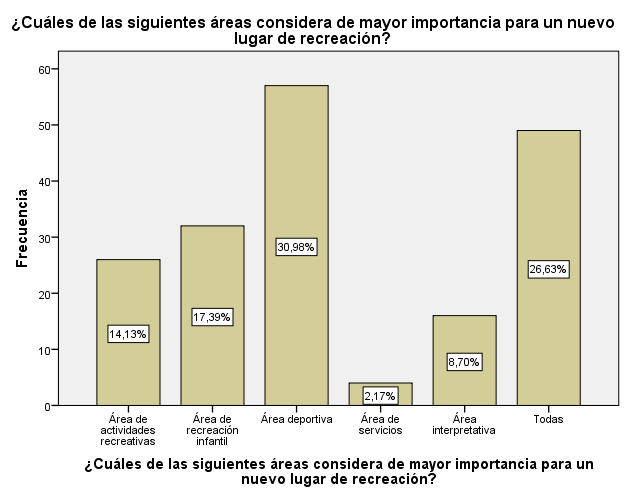 ¿Cuáles de las siguientes áreas considera de mayor importancia para un nuevo
lugar de recreación?
Frecuencia
60
50
40
30
20
10
0
14,13%
17,39%
30,98%
2,17%
8,70%
26,63%
Área de
actividades
recreativas
Área de
recreación
infantil
Área deportiva
Área de
servicios
Área
interpretativa
Todas
¿Cuáles de las siguientes áreas considera de mayor importancia para un
nuevo lugar de recreación?